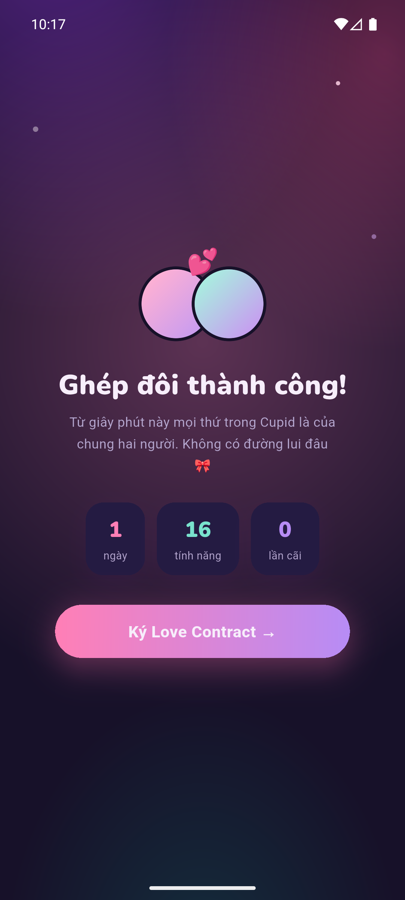 10:17
Ghép đôi thành công!
Từ giây phút này mọi thứ trong Cupid là của
chung hai người. Không có đường lui đâu
🎀
1
ngày
16
tính năng
0
lần cãi
Ký Love Contract →